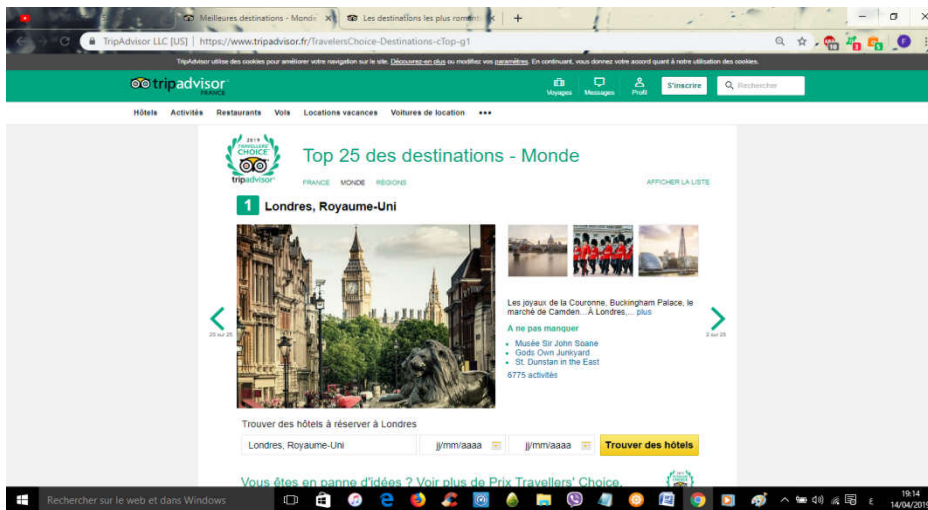 Meilleures destinations - Monde
Les destinations les plus romanti
TripAdvisor LLC [US] | https://www.tripadvisor.fr/TravelersChoice-Destinations-cTop-g1
TripAdvisor utilise des cookies pour améliorer votre navigation sur le site. Découvrez-en plus ou modifiez vos paramètres. En continuant, vous donnez votre accord quant à notre utilisation des cookies.
tripadvisor
FRANCE
Voyages
Messages
Profil
S'inscrire
Rechercher
Hôtels Activités Restaurants Vols Locations vacances Voitures de location •••
2019
TRAVELLERS'
CHOICE
tripadvisor
Top 25 des destinations - Monde
FRANCE MONDE RÉGIONS
AFFICHER LA LISTE
1 Londres, Royaume-Uni
25 sur 25
Les joyaux de la Couronne, Buckingham Palace, le
marché de Camden... À Londres,... plus
A ne pas manquer
Musée Sir John Soane
Gods Own Junkyard
St. Dunstan in the East
6775 activités
2 sur 25
Trouver des hôtels à réserver à Londres
Londres, Royaume-Uni
jj/mm/aaaa
jj/mm/aaaa
Trouver des hôtels
Vous êtes en panne d'idées ? Voir plus de Prix Travellers' Choice.
Rechercher sur le web et dans Windows
19:14
14/04/2019